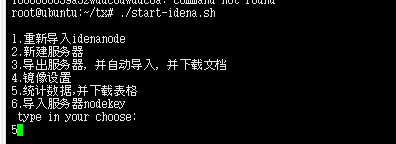 root@ubuntu:~/tx# ./start-idena.sh
1.重新导入idenanode
2.新建服务器
3.导出服务器，并自动导入，并下载文档
4.镜像设置
5.统计数据,并下载表格
6.导入服务器nodekey
type in your choose:
5